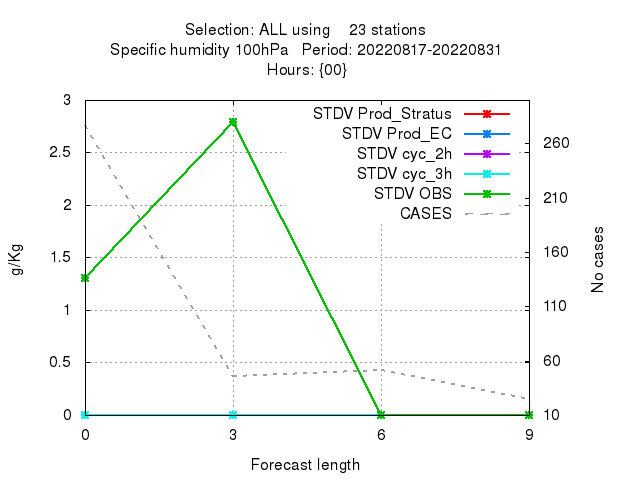 Selection: ALL using    23 stations
Specific humidity 100hPa   Period: 20220817-20220831
Hours: {00}
STDV Prod_Stratus
STDV Prod_EC
STDV cyc_2h
STDV cyc_3h
STDV OBS
CASES
3
2.5
2
1.5
1
0.5
0
g/Kg
260
210
160
110
60
10
No cases
0 3 6 9
Forecast length